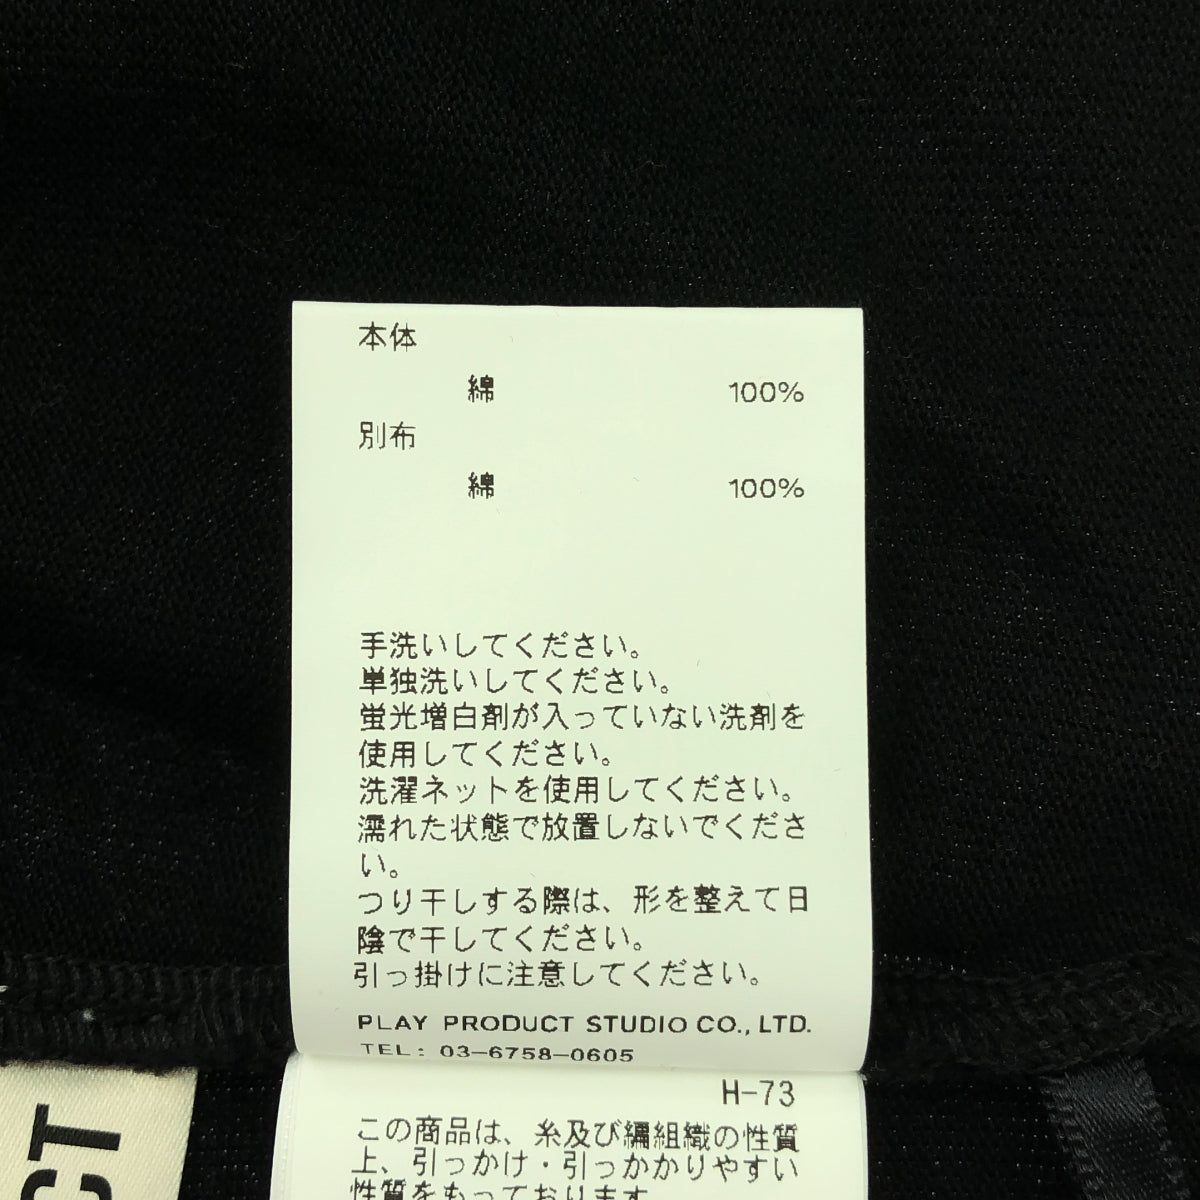 本体
綿 100%
別布
綿 100%
手洗いしてください。
単独洗いしてください。
蛍光増白剤が入っていない洗剤を
使用してください。
洗濯ネットを使用してください。
濡れた状態で放置しないでくださ
い。
つり干しする際は、形を整えて日
陰で干してください。
引っ掛けに注意してください。
PLAY PRODUCT STUDIO CO., LTD.
TEL: 03-6758-0605
H-73
この商品は、糸及び編組織の性質
上、引っかけ・引っかかりやすい
性質をもっております。
CT